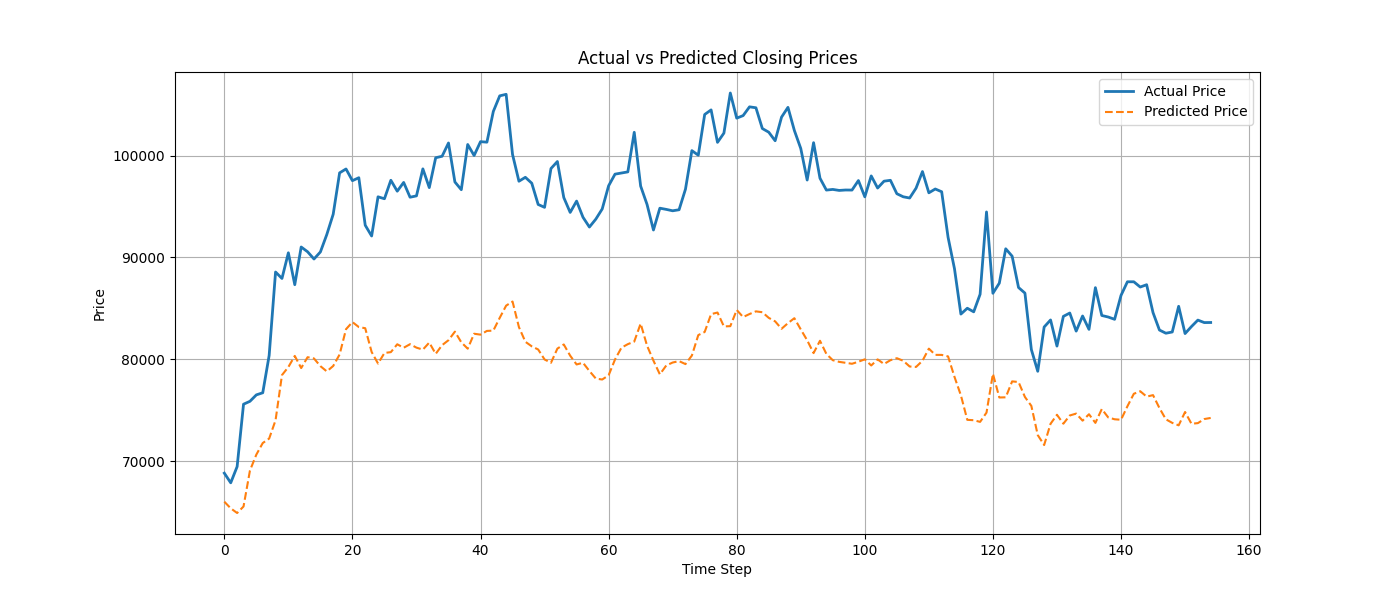 Actual vs Predicted Closing Prices
Actual Price
Predicted Price
Price
100000
90000
80000
70000
0 20 40 60 80 100 120 140 160
Time Step